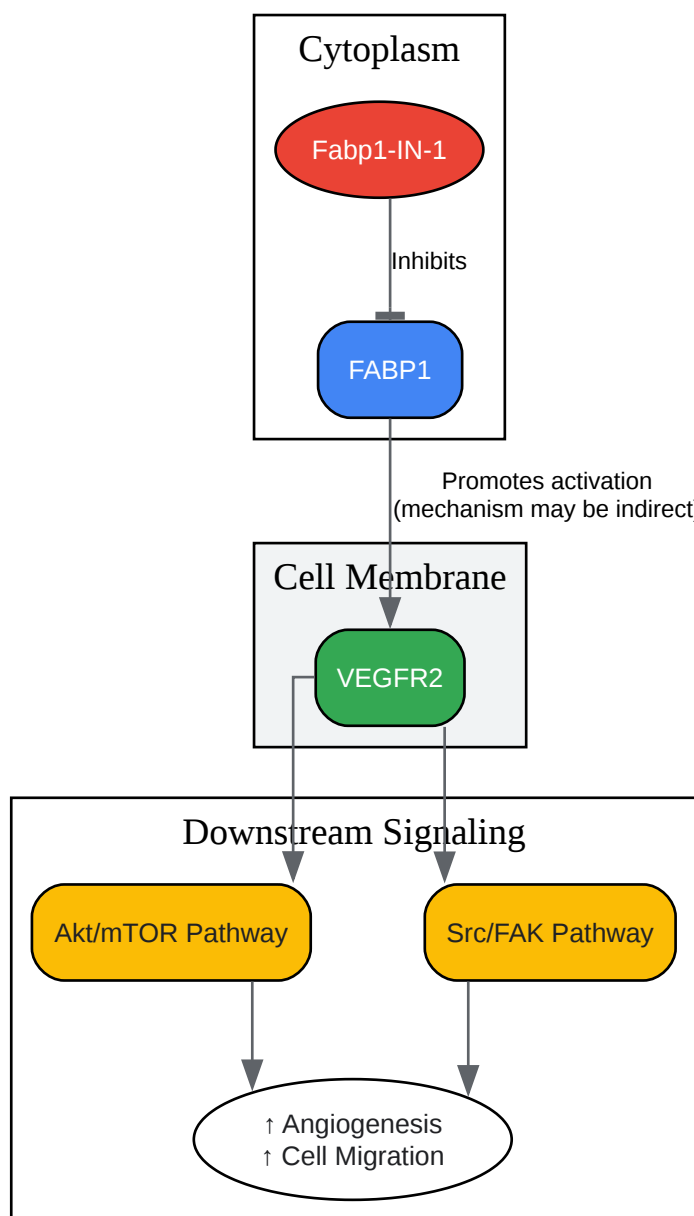 Cytoplasm
Fabp1-IN-1
Inhibits
FABP1
Promotes activation
(mechanism may be indirect)
Cell Membrane
VEGFR2
Downstream Signaling
Akt/mTOR Pathway
Src/FAK Pathway
↑ Angiogenesis
↑ Cell Migration